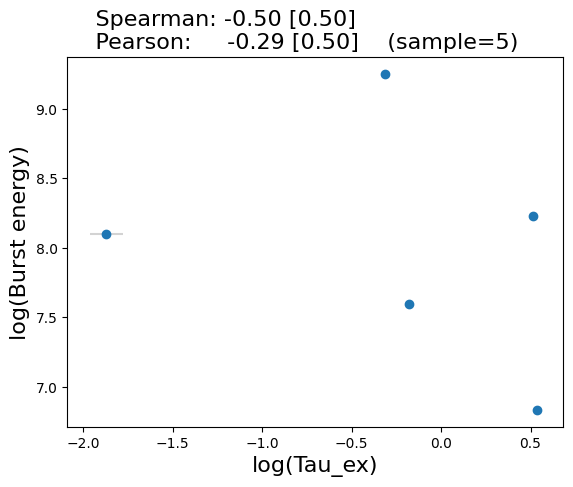 Spearman: -0.50 [0.50]
Pearson: -0.29 [0.50] (sample=5)
log(Burst energy)
9.0
8.5
8.0
7.5
7.0
−2.0 −1.5 −1.0 −0.5 0.0 0.5
log(Tau_ex)